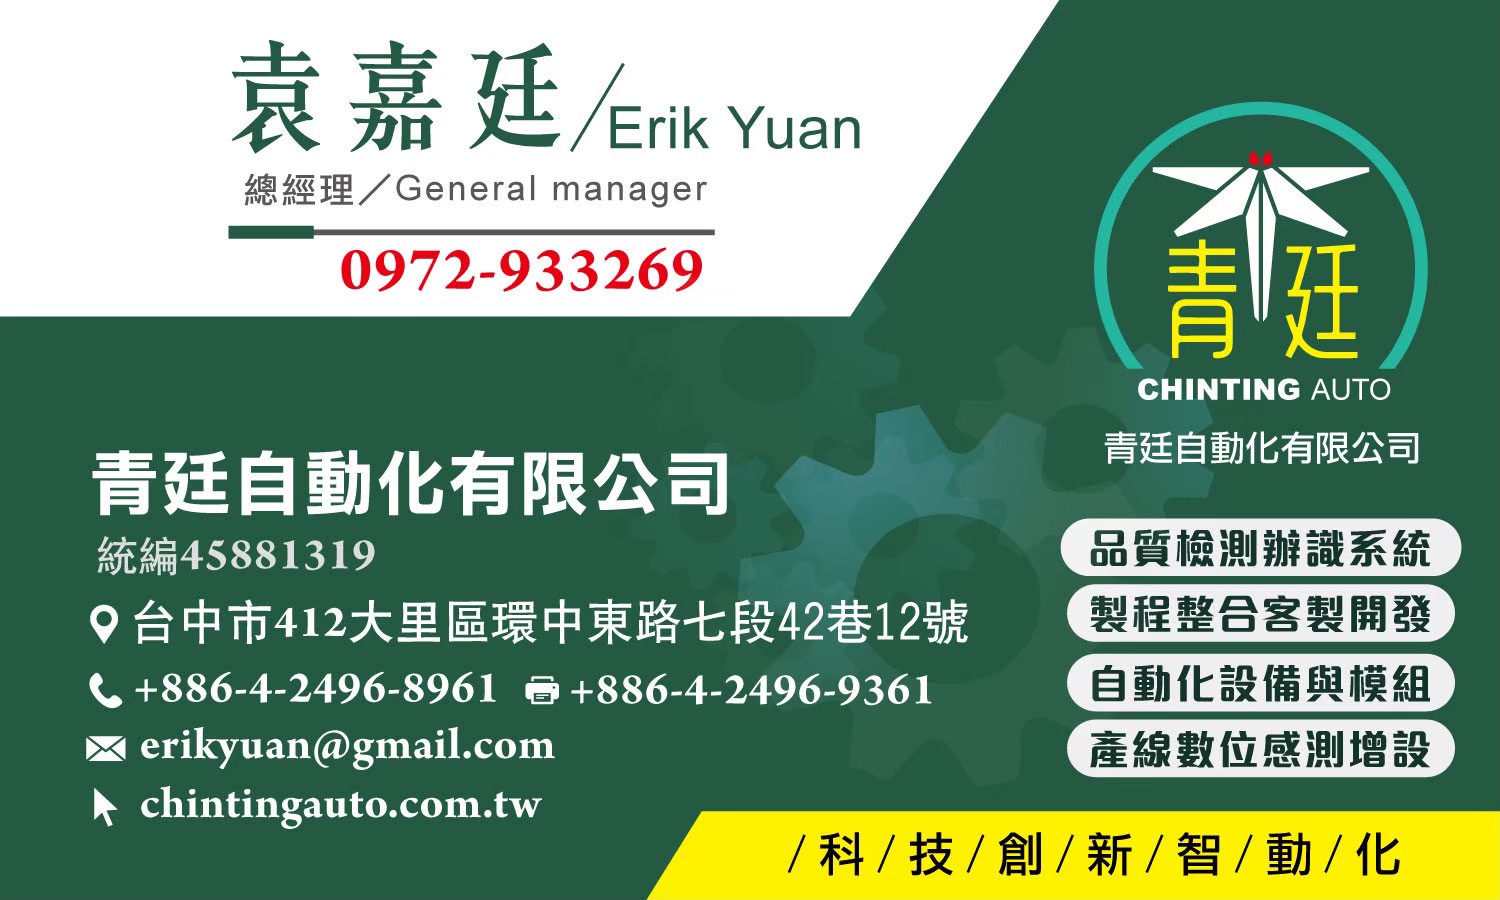 袁嘉廷/Erik Yuan
總經理/General manager
0972-933269
青廷
CHINTING AUTO
青廷自動化有限公司
青廷自動化有限公司
統編45881319
台中市412大里區環中東路七段42巷12號
+886-4-2496-8961 +886-4-2496-9361
erikyuan@gmail.com
chintingauto.com.tw
品質檢測辦識系統
製程整合客製開發
自動化設備與模組
產線數位感測增設
/科/技/創/新/智/動/化